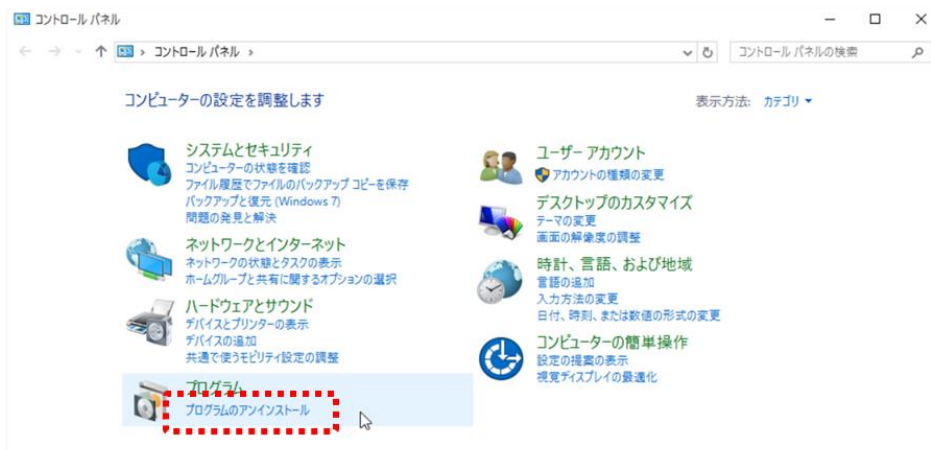 コントロール パネル
コントロール パネル
コントロール パネルの検索
コンピューターの設定を調整します
表示方法: カテゴリ
システムとセキュリティ
コンピューターの状態を確認
ファイル履歴でファイルのバックアップ コピーを保存
バックアップと復元 (Windows 7)
問題の発見と解決
ネットワークとインターネット
ネットワークの状態とタスクの表示
ホームグループと共有に関するオプションの選択
ハードウェアとサウンド
デバイスとプリンターの表示
デバイスの追加
共通で使うモビリティ設定の調整
プログラム
プログラムのアンインストール
ユーザー アカウント
アカウントの種類の変更
デスクトップのカスタマイズ
テーマの変更
画面の解像度の調整
時計、言語、および地域
言語の追加
入力方法の変更
日付、時刻、または数値の形式の変更
コンピューターの簡単操作
設定の提案の表示
視覚ディスプレイの最適化